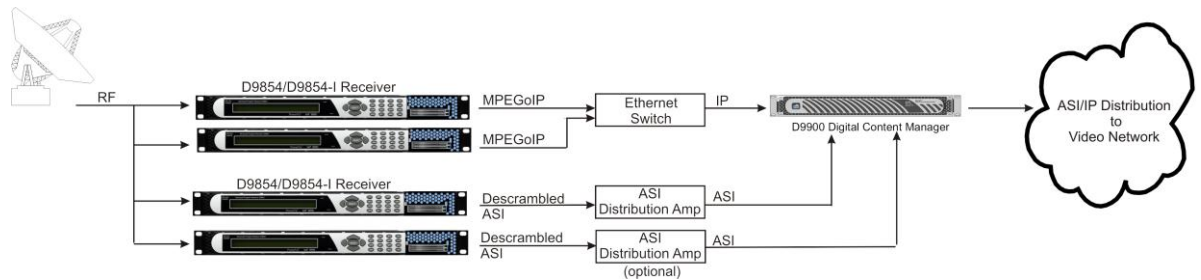 RF
D9854/D9854-I Receiver
MPEGoIP
MPEGoIP
Ethernet
Switch
IP
D9900 Digital Content Manager
ASI/IP Distribution
to
Video Network
D9854/D9854-I Receiver
Descrambled
ASI
ASI
Distribution Amp
ASI
Descrambled
ASI
ASI
Distribution Amp
(optional)
ASI